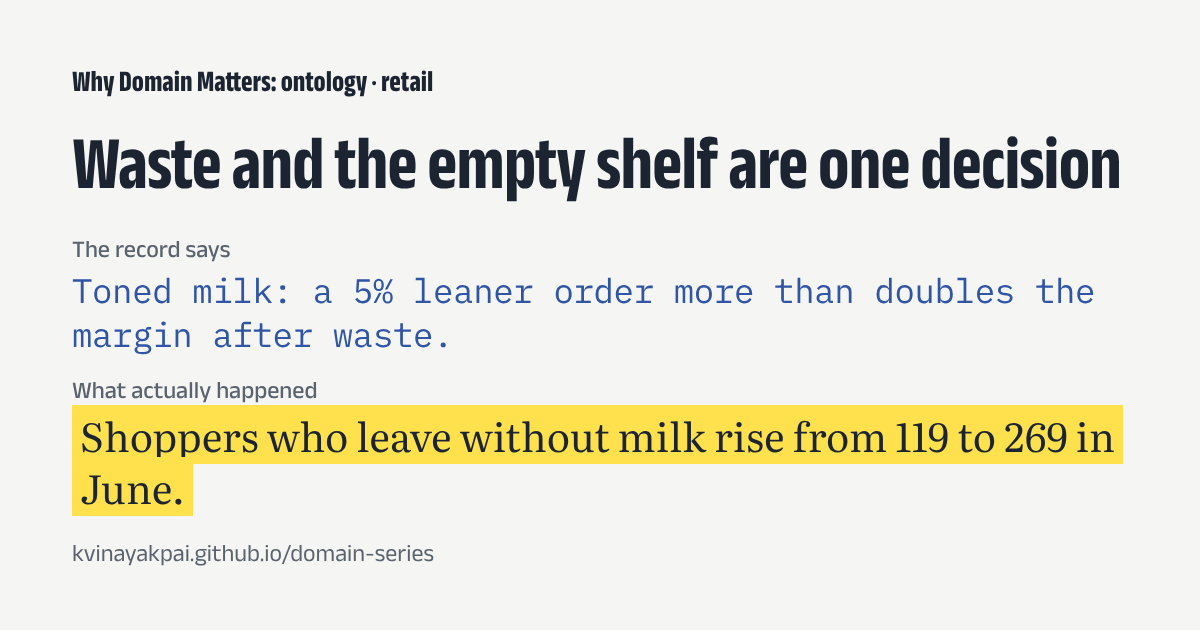 Why Domain Matters: ontology · retail
Waste and the empty shelf are one decision
The record says
Toned milk: a 5% leaner order more than doubles the
margin after waste.
What actually happened
Shoppers who leave without milk rise from 119 to 269 in
June.
kvinayakpai.github.io/domain-series